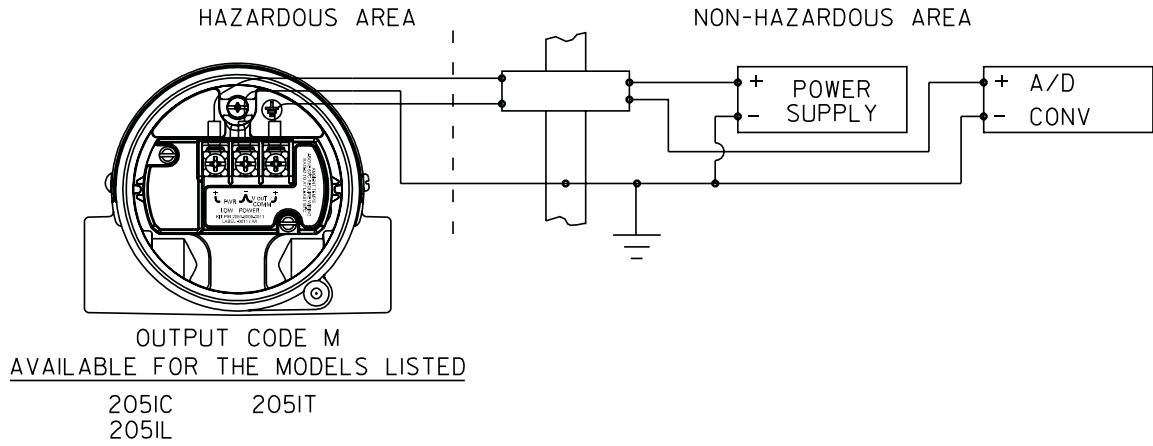 HAZARDOUS AREA
NON-HAZARDOUS AREA
+ POWER
- SUPPLY
+ A/D
- CONV
+ - +
PWR V OUT
COMM
LOW POWER
OUTPUT CODE M
AVAILABLE FOR THE MODELS LISTED
2051C 2051T
2051L